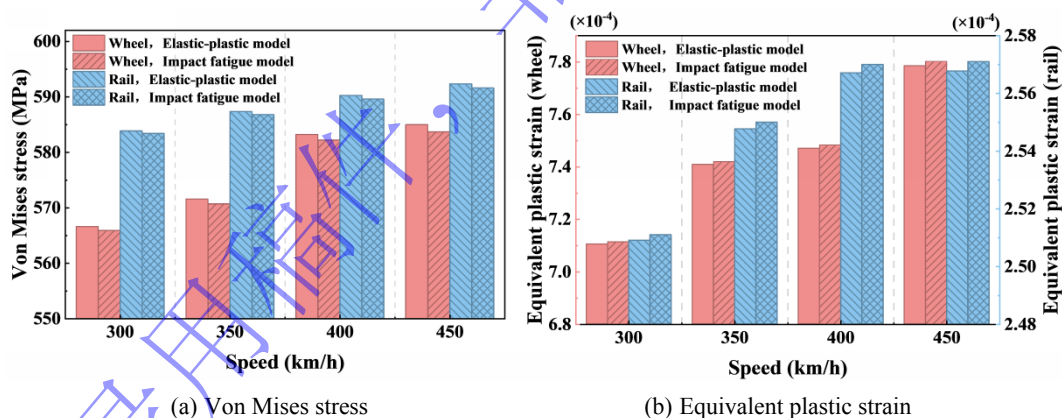 (×10⁻⁴) (×10⁻⁴)
600
590
580
570
560
550
Von Mises stress (MPa)
Wheel, Elastic-plastic model
Wheel, Impact fatigue model
Rail, Elastic-plastic model
Rail, Impact fatigue model
300 350 400 450
Speed (km/h)
(a) Von Mises stress
7.8
7.6
7.4
7.2
7.0
6.8
Equivalent plastic strain (wheel)
Wheel, Elastic-plastic model
Wheel, Impact fatigue model
Rail, Elastic-plastic model
Rail, Impact fatigue model
2.58
2.56
2.54
2.52
2.50
2.48
Equivalent plastic strain (rail)
300 350 400 450
Speed (km/h)
(b) Equivalent plastic strain
用稿件,